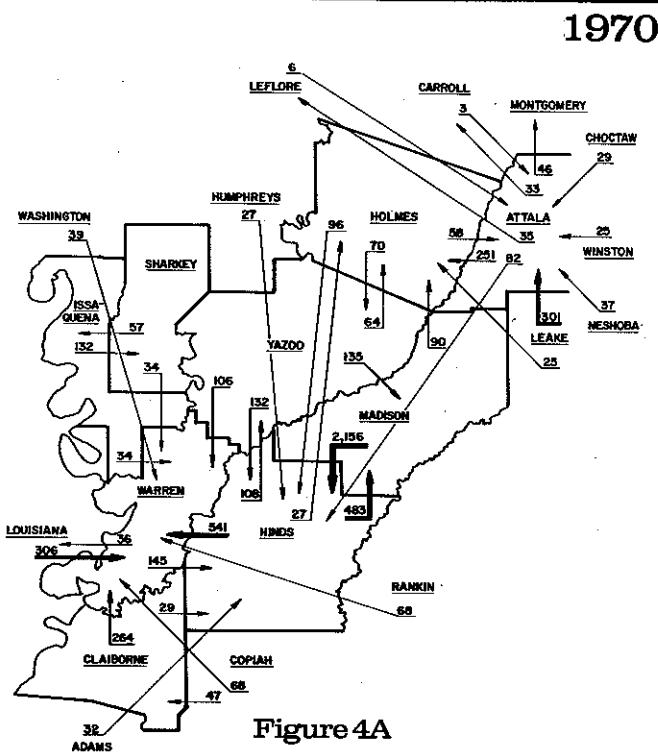 1970
6
LEFLORE
CARROLL
3
MONTGOMERY
CHOCTAW
46
29
33
HUMPHREYS
27
96
HOLMES
ATTALA
WASHINGTON
39
70
58
35
25
SHARKEY
251
82
WINSTON
ISSA
QUENA
57
37
64
301
NESHOBA
132
YAZOO
90
LEAKE
34
106
135
25
132
MADISON
2,156
34
WARREN
108
27
483
HINDS
LOUISIANA
36
541
306
145
RANKIN
29
68
264
CLAIBORNE
68
COPIAH
47
32
ADAMS
Figure 4A